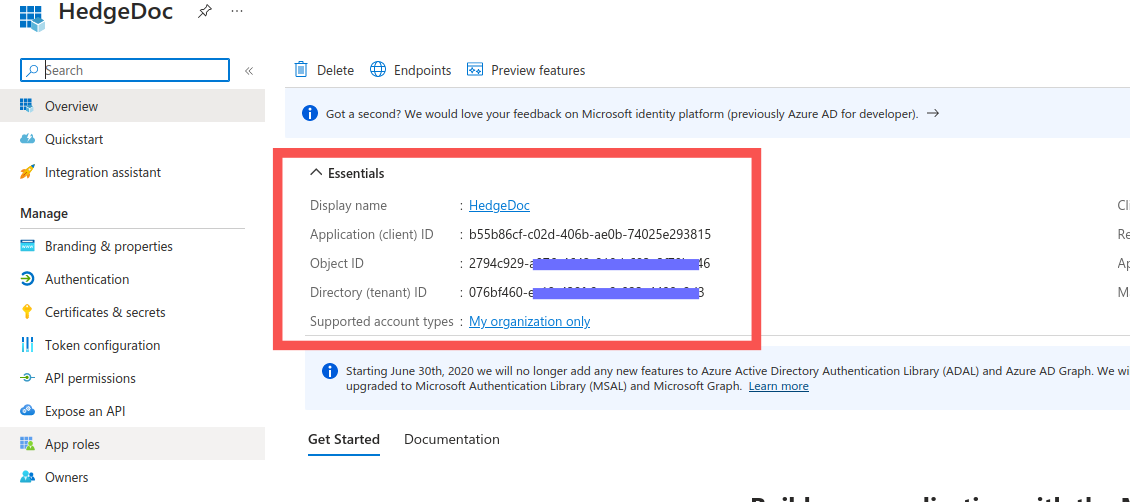 HedgeDoc
Search
«
Overview
Quickstart
Integration assistant
Manage
Branding & properties
Authentication
Certificates & secrets
Token configuration
API permissions
Expose an API
App roles
Owners
Delete Endpoints Preview features
Got a second? We would love your feedback on Microsoft identity platform (previously Azure AD for developer). →
Essentials
Display name : HedgeDoc
Application (client) ID : b55b86cf-c02d-406b-ae0b-74025e293815
Object ID : 2794c929- 46
Directory (tenant) ID : 076bf460- 3
Supported account types : My organization only
Cl
Re
Ap
M
Starting June 30th, 2020 we will no longer add any new features to Azure Active Directory Authentication Library (ADAL) and Azure AD Graph. We wi
upgraded to Microsoft Authentication Library (MSAL) and Microsoft Graph. Learn more
Get Started Documentation